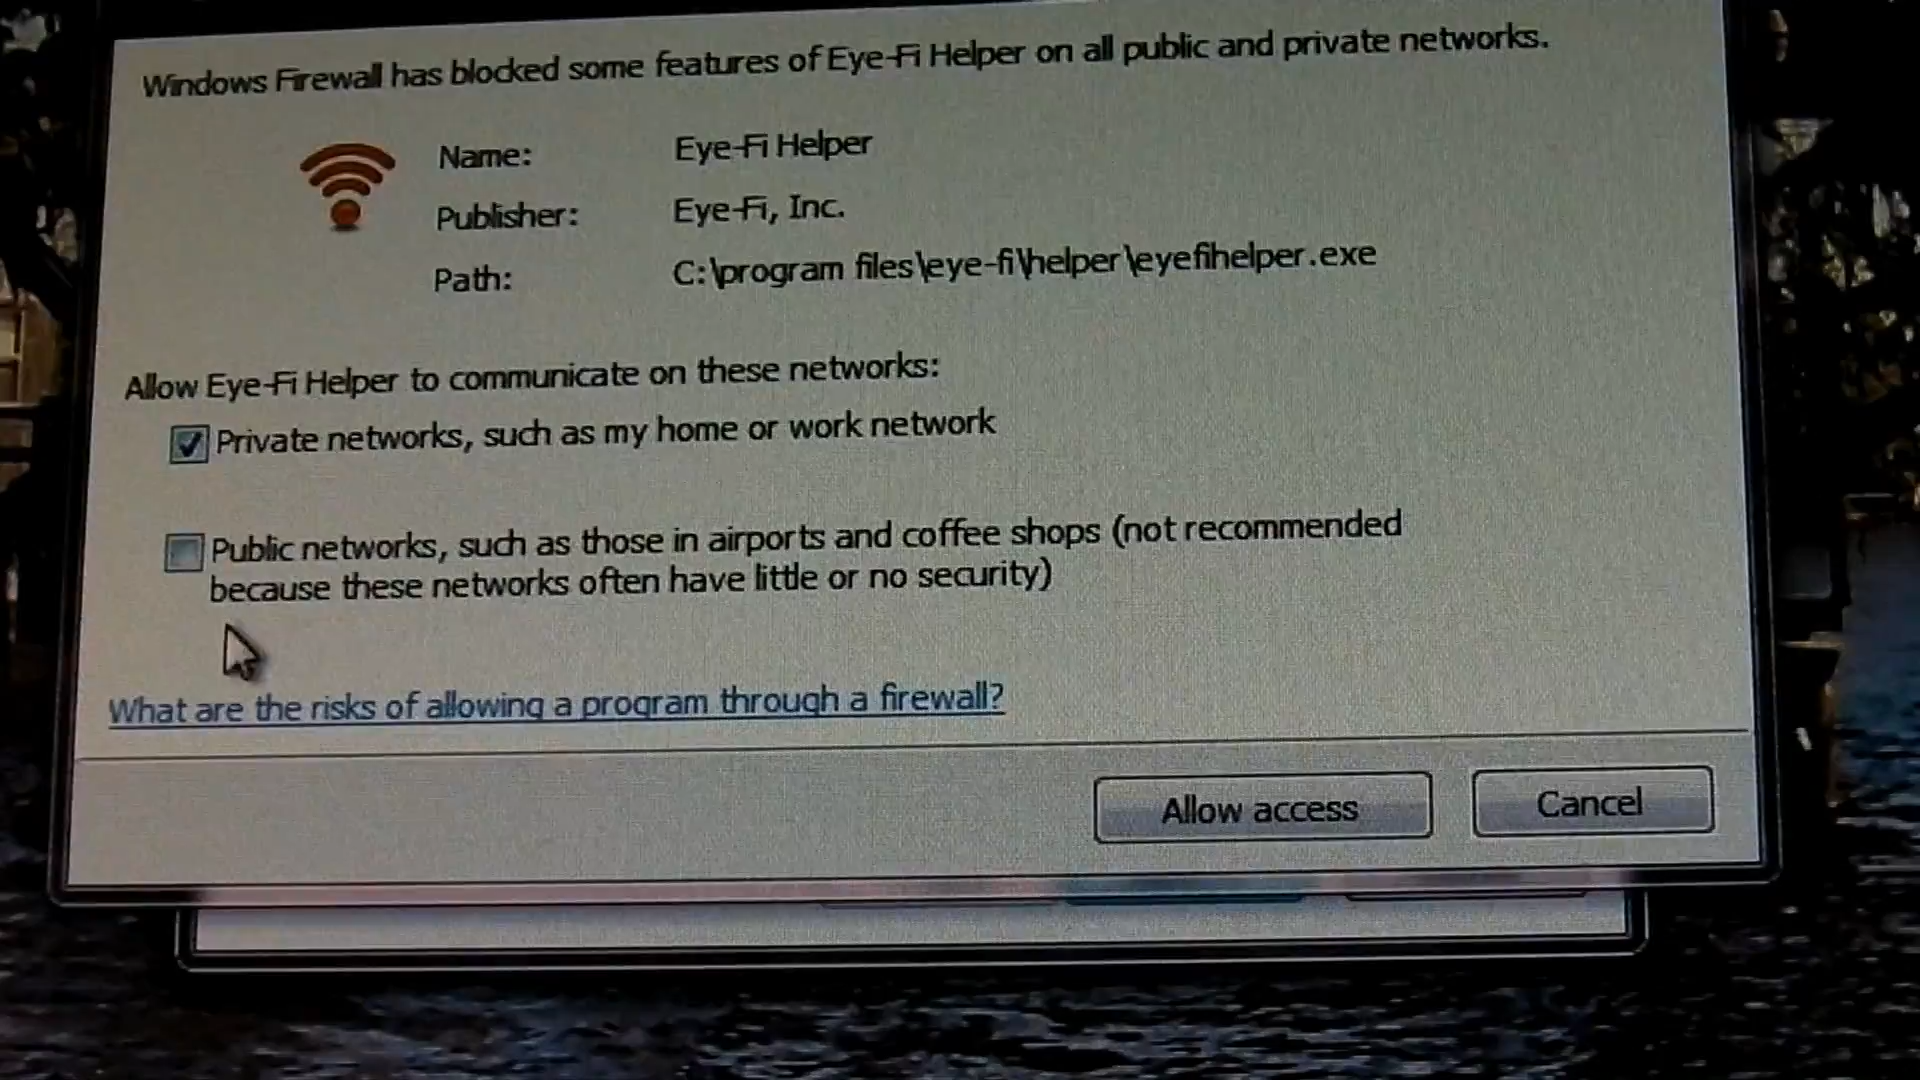 Windows Firewall has blocked some features of Eye-Fi Helper on all public and private networks.
Name: Eye-Fi Helper
Publisher: Eye-Fi, Inc.
Path: C:\program files\eye-fi\helper\eyefihelper.exe
Allow Eye-Fi Helper to communicate on these networks:
Private networks, such as my home or work network
Public networks, such as those in airports and coffee shops (not recommended
because these networks often have little or no security)
What are the risks of allowing a program through a firewall?
Allow access Cancel